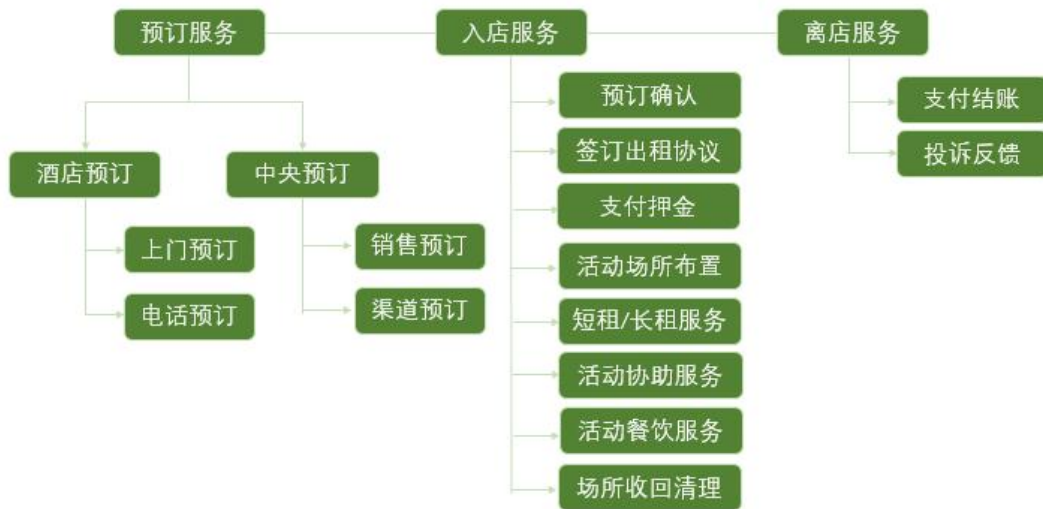 预订服务
入店服务
离店服务
酒店预订
中央预订
上门预订
电话预订
销售预订
渠道预订
预订确认
签订出租协议
支付押金
活动场所布置
短租/长租服务
活动协助服务
活动餐饮服务
场所收回清理
支付结账
投诉反馈